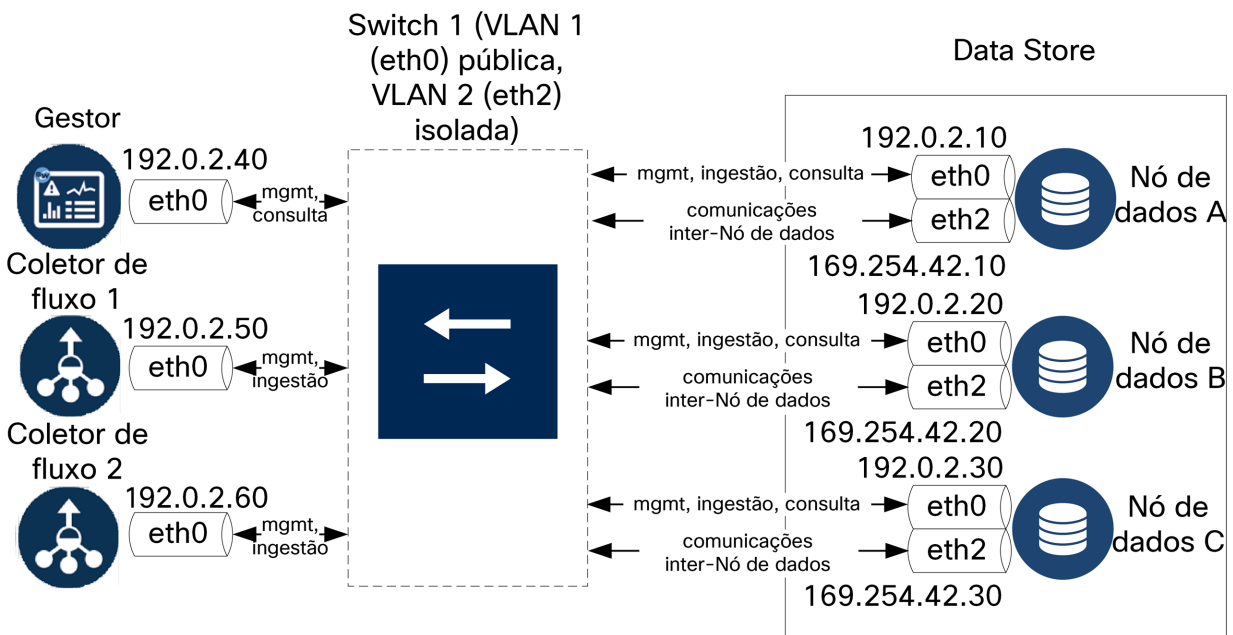 Switch 1 (VLAN 1
(eth0) pública,
VLAN 2 (eth2)
isolada)
Data Store
Gestor
192.0.2.40
eth0
mgmt,
consulta
Coletor de
fluxo 1
192.0.2.50
eth0
mgmt,
ingestão
Coletor de
fluxo 2
192.0.2.60
eth0
mgmt,
ingestão
mgmt, ingestão, consulta
192.0.2.10
eth0
comunicações
inter-Nó de dados
eth2
169.254.42.10
Nó de
dados A
mgmt, ingestão, consulta
192.0.2.20
eth0
comunicações
inter-Nó de dados
eth2
169.254.42.20
Nó de
dados B
mgmt, ingestão, consulta
192.0.2.30
eth0
comunicações
inter-Nó de dados
eth2
169.254.42.30
Nó de
dados C